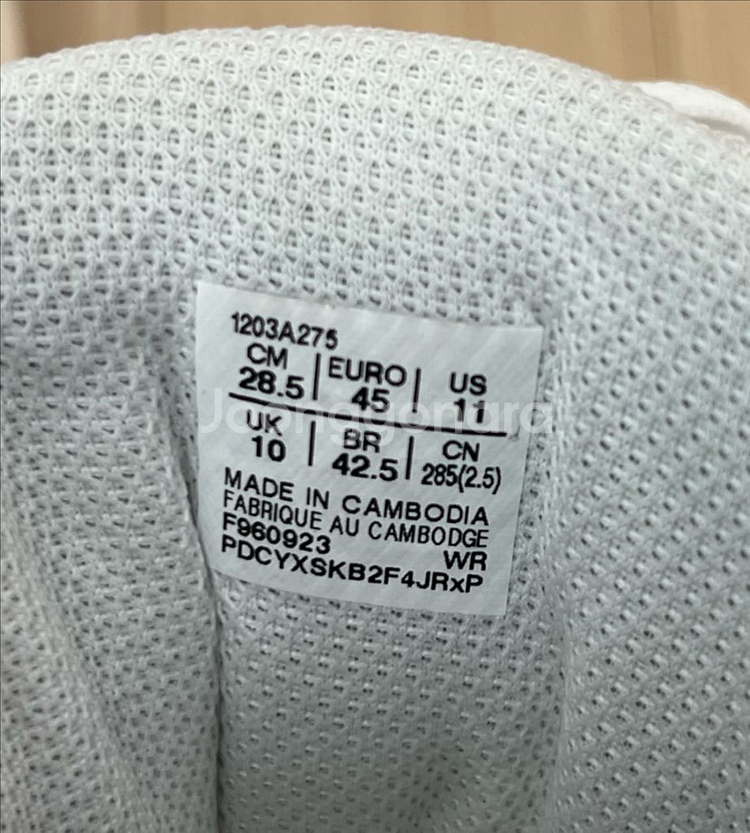 1203A275
CM | EURO | US
28.5 | 45 | 11
UK | BR | CN
10 | 42.5 | 285(2.5)
MADE IN CAMBODIA
FABRIQUE AU CAMBODGE
F960923 WR
PDCYXSKB2F4JRxP
Joonggonara